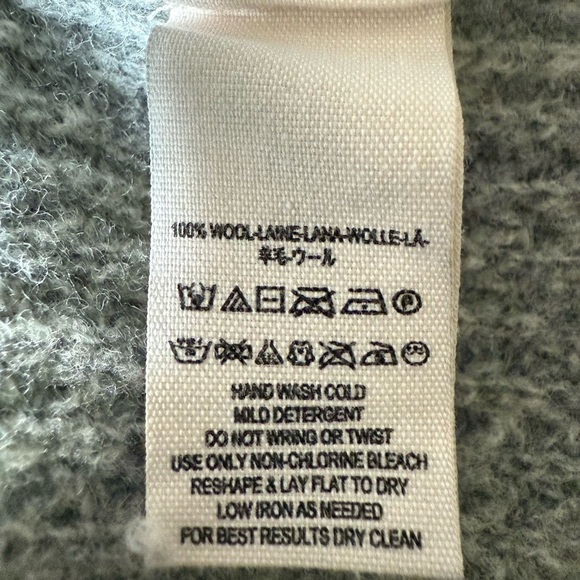 100% WOOL-LAINE-LANA-WOLLE-LÃ-
羊毛-ウール
HAND WASH COLD
MILD DETERGENT
DO NOT WRING OR TWIST
USE ONLY NON-CHLORINE BLEACH
RESHAPE & LAY FLAT TO DRY
LOW IRON AS NEEDED
FOR BEST RESULTS DRY CLEAN